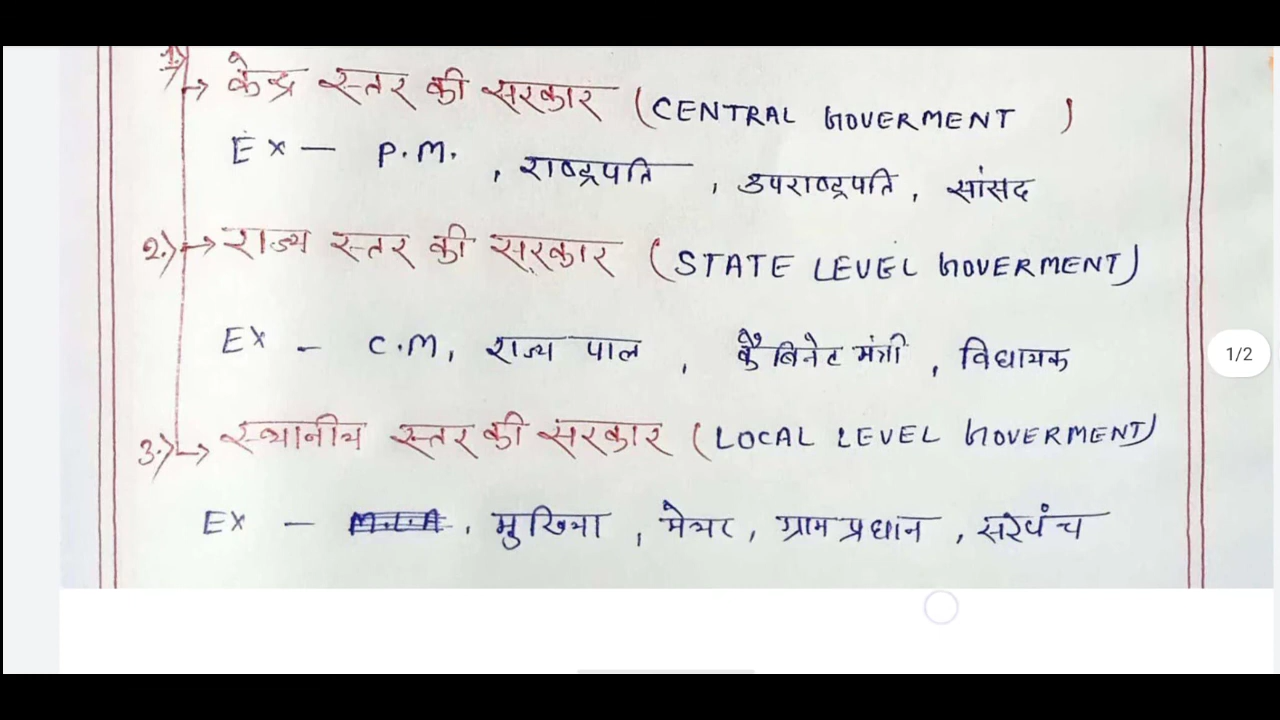 1.) → केन्द्र स्तर की सरकार (CENTRAL GOVERMENT )
EX — P.M. , राष्ट्रपति , उपराष्ट्रपति, सांसद
2.) → राज्य स्तर की सरकार (STATE LEVEL GOVERMENT)
EX – C.M, राज्य पाल , कैबिनेट मंत्री , विधायक
1/2
3.) → स्थानीय स्तर की सरकार (LOCAL LEVEL GOVERMENT)
EX — M.L.A , मुखिया , मेयर, ग्राम प्रधान , सरपंच